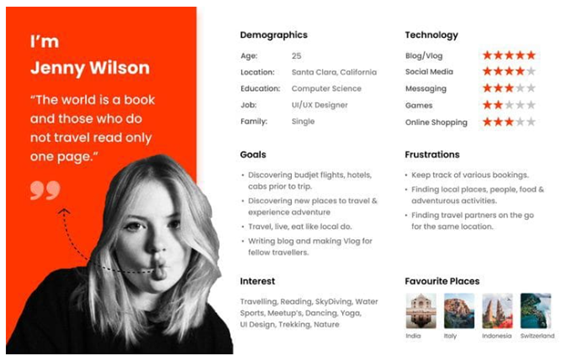 I'm
Jenny Wilson
"The world is a book
and those who do
not travel read only
one page."
Demographics
Age: 25
Location: Santa Clara, California
Education: Computer Science
Job: UI/UX Designer
Family: Single
Technology
Blog/Vlog
Social Media
Messaging
Games
Online Shopping
Goals
• Discovering budjet flights, hotels,
cabs prior to trip.
• Discovering new places to travel &
experience adventure
• Travel, live, eat like local do.
• Writing blog and making Vlog for
fellow travellers.
Frustrations
• Keep track of various bookings.
• Finding local places, people, food &
adventurous activities.
• Finding travel partners on the go
for the same location.
Interest
Travelling, Reading, SkyDiving, Water
Sports, Meetup's, Dancing, Yoga,
UI Design, Trekking, Nature
Favourite Places
India Italy Indonesia Switzerland